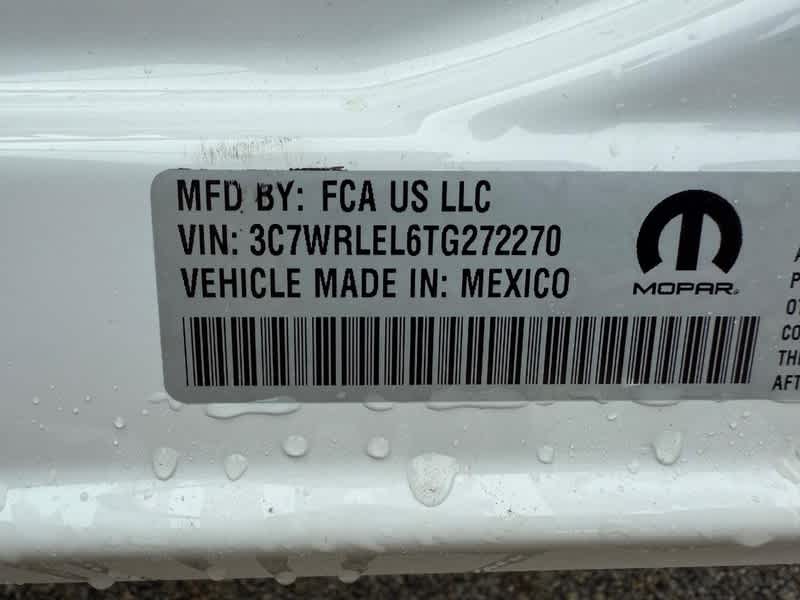 MFD BY: FCA US LLC
VIN: 3C7WRLEL6TG272270
VEHICLE MADE IN: MEXICO
MOPAR